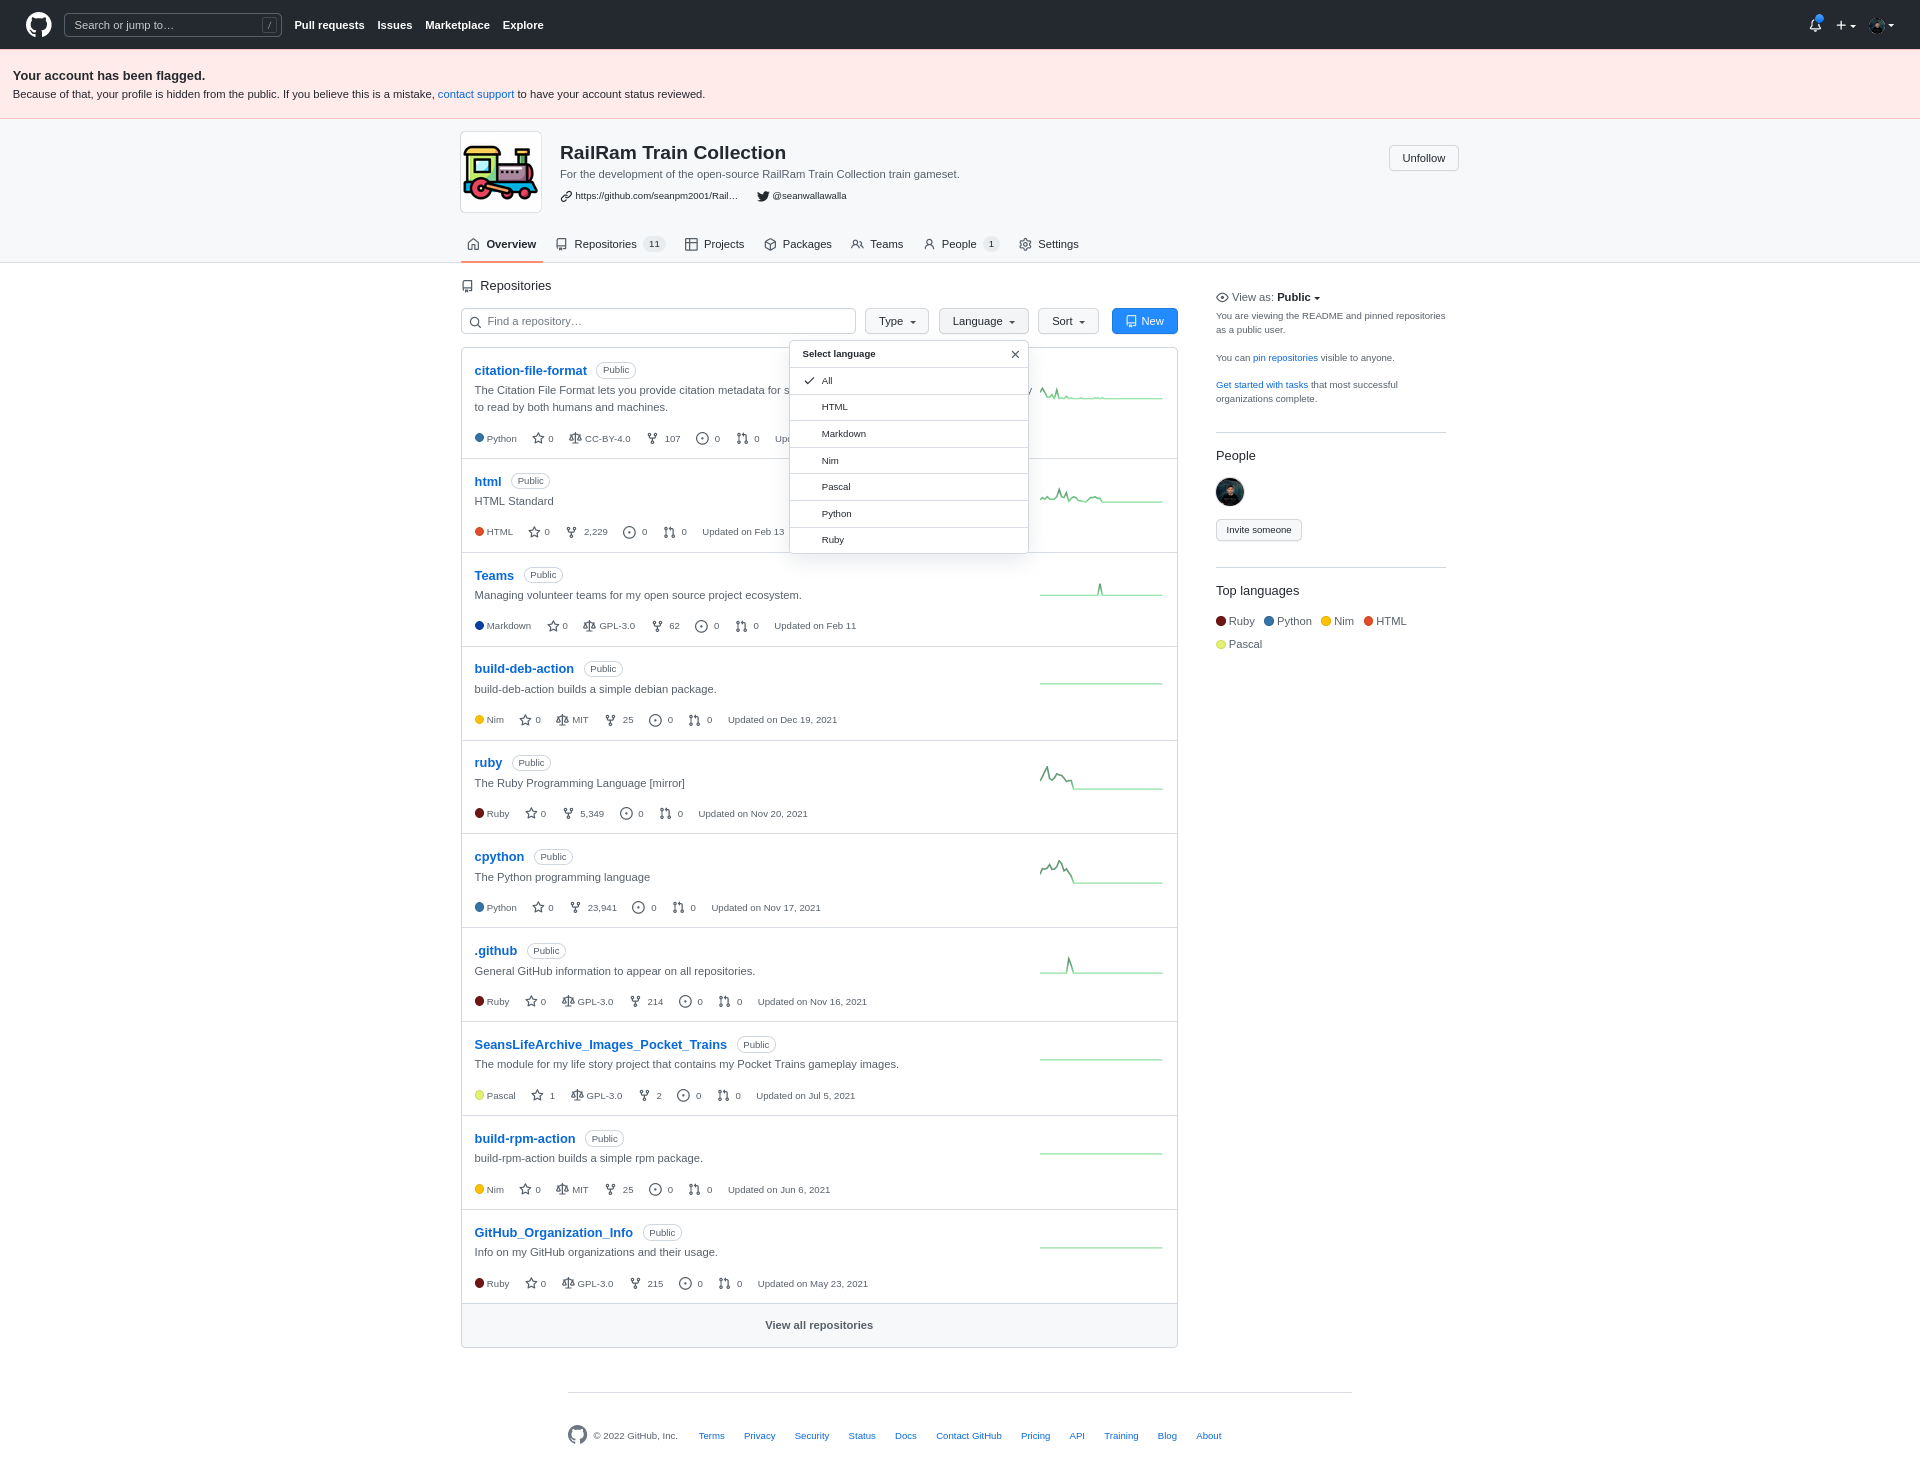 Search or jump to…
/
Pull requests
Issues
Marketplace
Explore
Your account has been flagged.
Because of that, your profile is hidden from the public. If you believe this is a mistake, contact support to have your account status reviewed.
RailRam Train Collection
For the development of the open-source RailRam Train Collection train gameset.
https://github.com/seanpm2001/Rail…
@seanwallawalla
Unfollow
Overview
Repositories 11
Projects
Packages
Teams
People 1
Settings
Repositories
Find a repository…
Type
Language
Sort
New
Select language
All
HTML
Markdown
Nim
Pascal
Python
Ruby
citation-file-format Public
The Citation File Format lets you provide citation metadata for s
y
to read by both humans and machines.
Python 0 CC-BY-4.0 107 0 0
html Public
HTML Standard
HTML 0 2,229 0 0 Updated on Feb 13
Teams Public
Managing volunteer teams for my open source project ecosystem.
Markdown 0 GPL-3.0 62 0 0 Updated on Feb 11
build-deb-action Public
build-deb-action builds a simple debian package.
Nim 0 MIT 25 0 0 Updated on Dec 19, 2021
ruby Public
The Ruby Programming Language [mirror]
Ruby 0 5,349 0 0 Updated on Nov 20, 2021
cpython Public
The Python programming language
Python 0 23,941 0 0 Updated on Nov 17, 2021
.github Public
General GitHub information to appear on all repositories.
Ruby 0 GPL-3.0 214 0 0 Updated on Nov 16, 2021
SeansLifeArchive_Images_Pocket_Trains Public
The module for my life story project that contains my Pocket Trains gameplay images.
Pascal 1 GPL-3.0 2 0 0 Updated on Jul 5, 2021
build-rpm-action Public
build-rpm-action builds a simple rpm package.
Nim 0 MIT 25 0 0 Updated on Jun 6, 2021
GitHub_Organization_Info Public
Info on my GitHub organizations and their usage.
Ruby 0 GPL-3.0 215 0 0 Updated on May 23, 2021
View all repositories
View as: Public
You are viewing the README and pinned repositories
as a public user.
You can pin repositories visible to anyone.
Get started with tasks that most successful
organizations complete.
People
Invite someone
Top languages
Ruby Python Nim HTML
Pascal
© 2022 GitHub, Inc.
Terms
Privacy
Security
Status
Docs
Contact GitHub
Pricing
API
Training
Blog
About